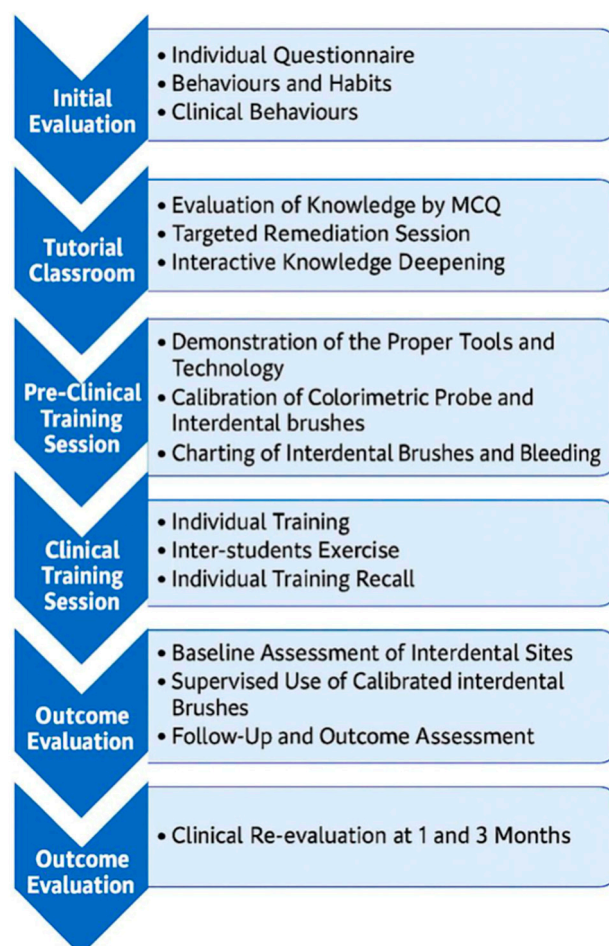 Initial
Evaluation
• Individual Questionnaire
• Behaviours and Habits
• Clinical Behaviours
Tutorial
Classroom
• Evaluation of Knowledge by MCQ
• Targeted Remediation Session
• Interactive Knowledge Deepening
Pre-Clinical
Training
Session
• Demonstration of the Proper Tools and
Technology
• Calibration of Colorimetric Probe and
Interdental brushes
• Charting of Interdental Brushes and Bleeding
Clinical
Training
Session
• Individual Training
• Inter-students Exercise
• Individual Training Recall
Outcome
Evaluation
• Baseline Assessment of Interdental Sites
• Supervised Use of Calibrated interdental
Brushes
• Follow-Up and Outcome Assessment
Outcome
Evaluation
• Clinical Re-evaluation at 1 and 3 Months